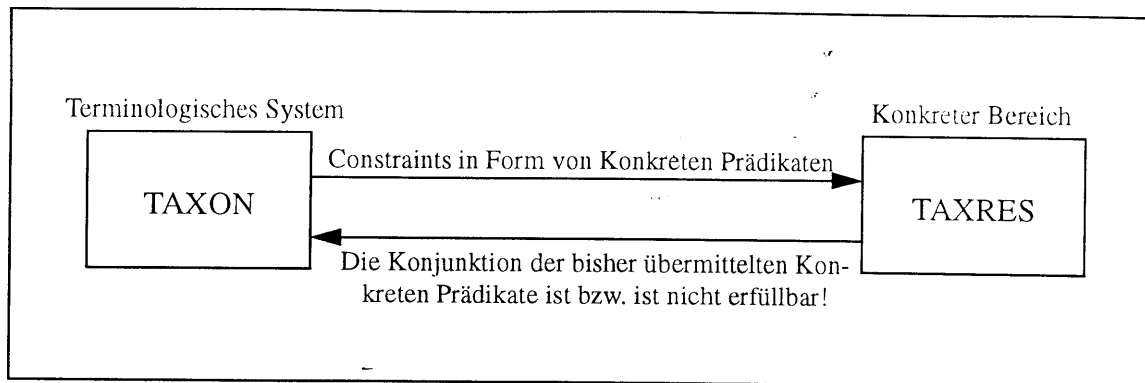 Terminologisches System
Konkreter Bereich
Constraints in Form von Konkreten Prädikaten
TAXON
TAXRES
Die Konjunktion der bisher übermittelten Kon-
kreten Prädikate ist bzw. ist nicht erfüllbar!